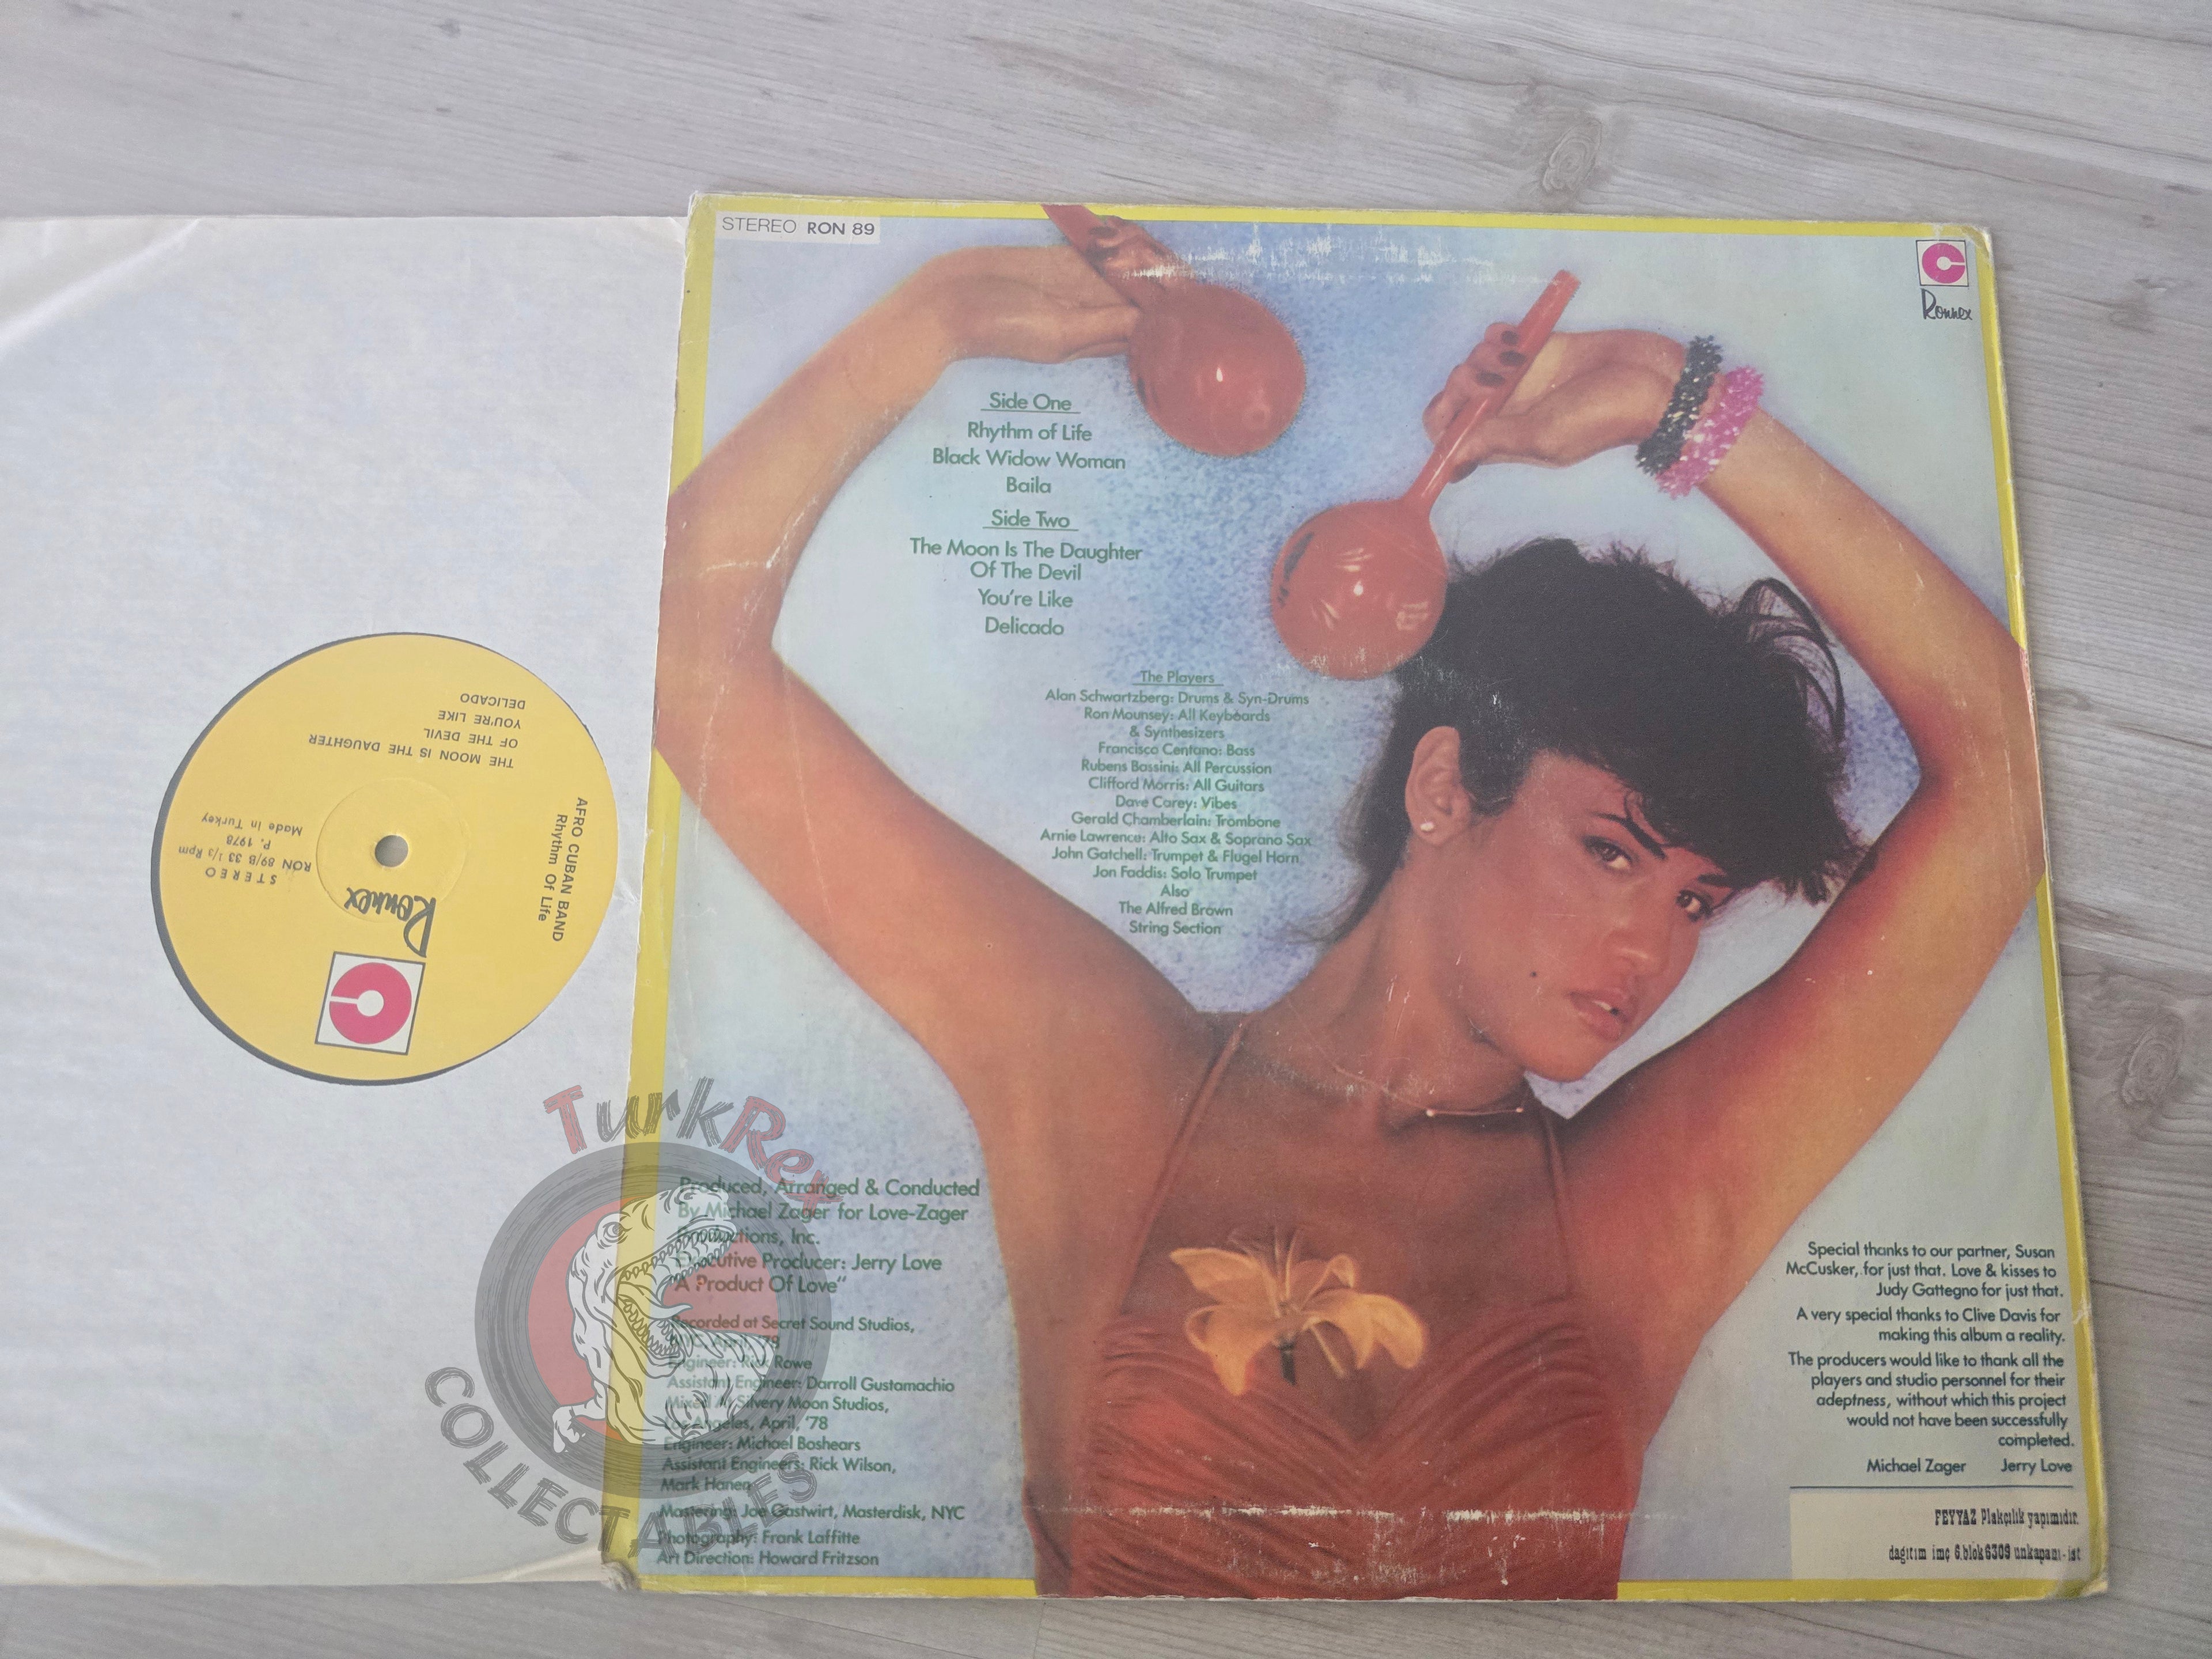 STEREO RON 89
Ronnex
Side One
Rhythm of Life
Black Widow Woman
Baila
Side Two
The Moon Is The Daughter
Of The Devil
You're Like
Delicado
The Players
Alan Schwartzberg: Drums & Syn-Drums
Ron Mounsey: All Keyboards
& Synthesizers
Francisco Centano: Bass
Rubens Bassini: All Percussion
Clifford Morris: All Guitars
Dave Carey: Vibes
Gerald Chamberlain: Trombone
Arnie Lawrence: Alto Sax & Soprano Sax
John Gatchell: Trumpet & Flugel Horn
Jon Faddis: Solo Trumpet
Also
The Alfred Brown
String Section
Produced, Arranged & Conducted
By Michael Zager for Love-Zager
Productions, Inc.
Executive Producer: Jerry Love
"A Product Of Love"
Recorded at Secret Sound Studios,
NYC, April, '78
Engineer: Rick Rowe
Assistant Engineer: Darroll Gustamachio
Mixed At Silvery Moon Studios,
Los Angeles, April, '78
Engineer: Michael Boshears
Assistant Engineers: Rick Wilson,
Mark Hanen
Mastering: Joe Gastwirt, Masterdisk, NYC
Photography: Frank Laffitte
Art Direction: Howard Fritzson
Special thanks to our partner, Susan
McCusker, for just that. Love & kisses to
Judy Gattegno for just that.
A very special thanks to Clive Davis for
making this album a reality.
The producers would like to thank all the
players and studio personnel for their
adeptness, without which this project
would not have been successfully
completed.
Michael Zager Jerry Love
FEYYAZ Plakçılık yapımıdır.
dağıtım imç 6.blok 6309 unkapanı-ist
Ronnex
AFRO CUBAN BAND
Rhythm Of Life
STEREO
RON 89/B 33 1/3 Rpm
P. 1978
Made in Turkey
THE MOON IS THE DAUGHTER
OF THE DEVIL
YOU'RE LIKE
DELICADO
TurkRex
COLLECTABLES